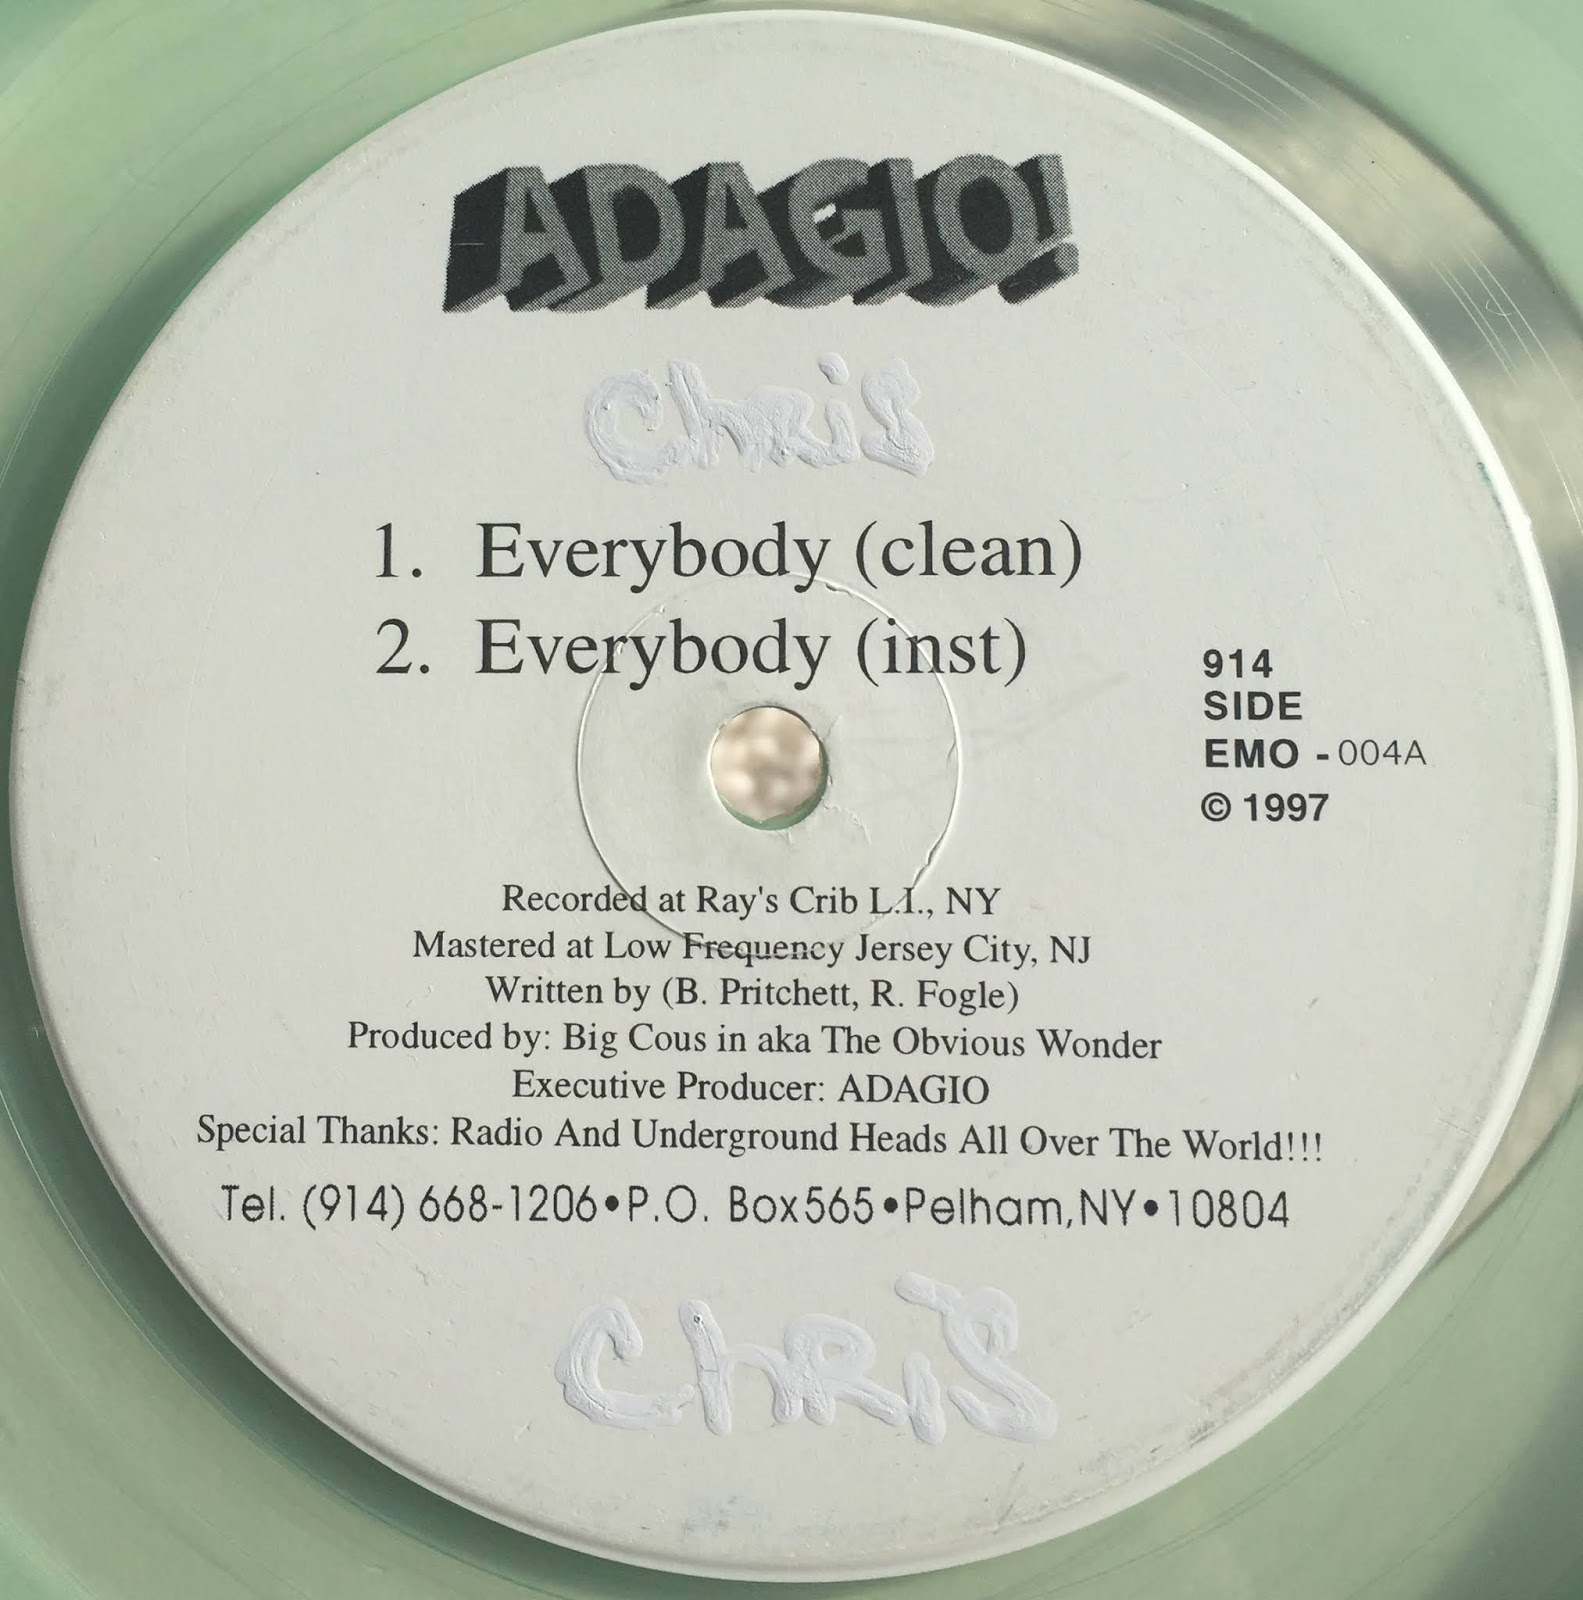 ADAGIO!
Chris
1. Everybody (clean)
2. Everybody (inst)
914
SIDE
EMO - 004A
© 1997
Recorded at Ray's Crib L.I., NY
Mastered at Low Frequency Jersey City, NJ
Written by (B. Pritchett, R. Fogle)
Produced by: Big Cous in aka The Obvious Wonder
Executive Producer: ADAGIO
Special Thanks: Radio And Underground Heads All Over The World!!!
Tel. (914) 668-1206•P.O. Box565•Pelham,NY•10804
ChRiS